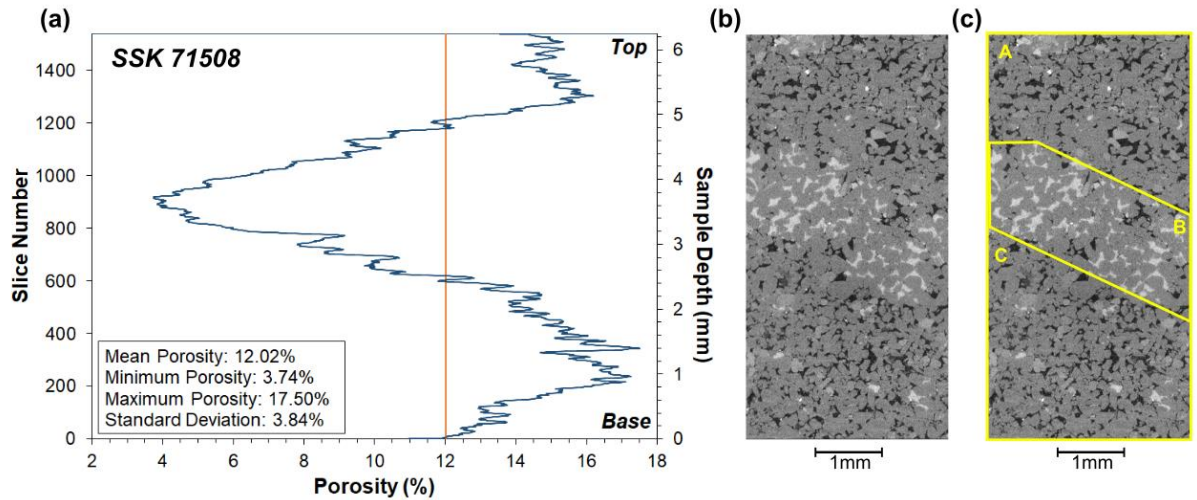 (a)
SSK 71508
Top
Base
Slice Number
1400
1200
1000
800
600
400
200
0
Mean Porosity: 12.02%
Minimum Porosity: 3.74%
Maximum Porosity: 17.50%
Standard Deviation: 3.84%
2 4 6 8 10 12 14 16 18
Porosity (%)
6
5
4
3
2
1
0
Sample Depth (mm)
(b)
1mm
(c)
A
B
C
1mm